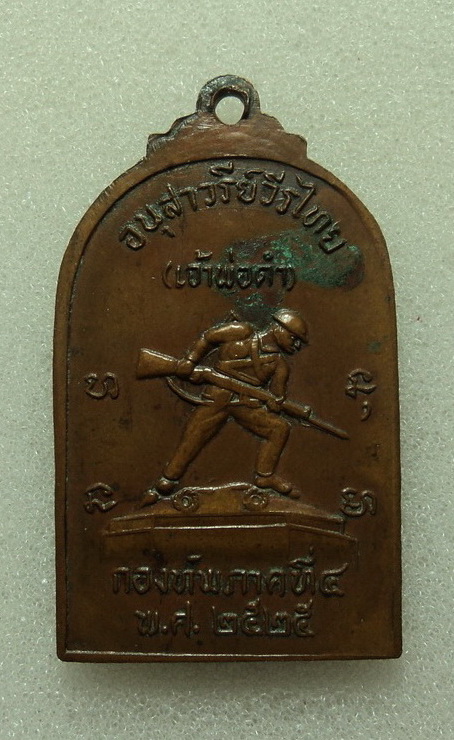 อนุสาวรีย์วีรไทย
(เจ้าพ่อดำ)
กองทัพภาคที่ ๔
พ.ศ. ๒๕๒๕